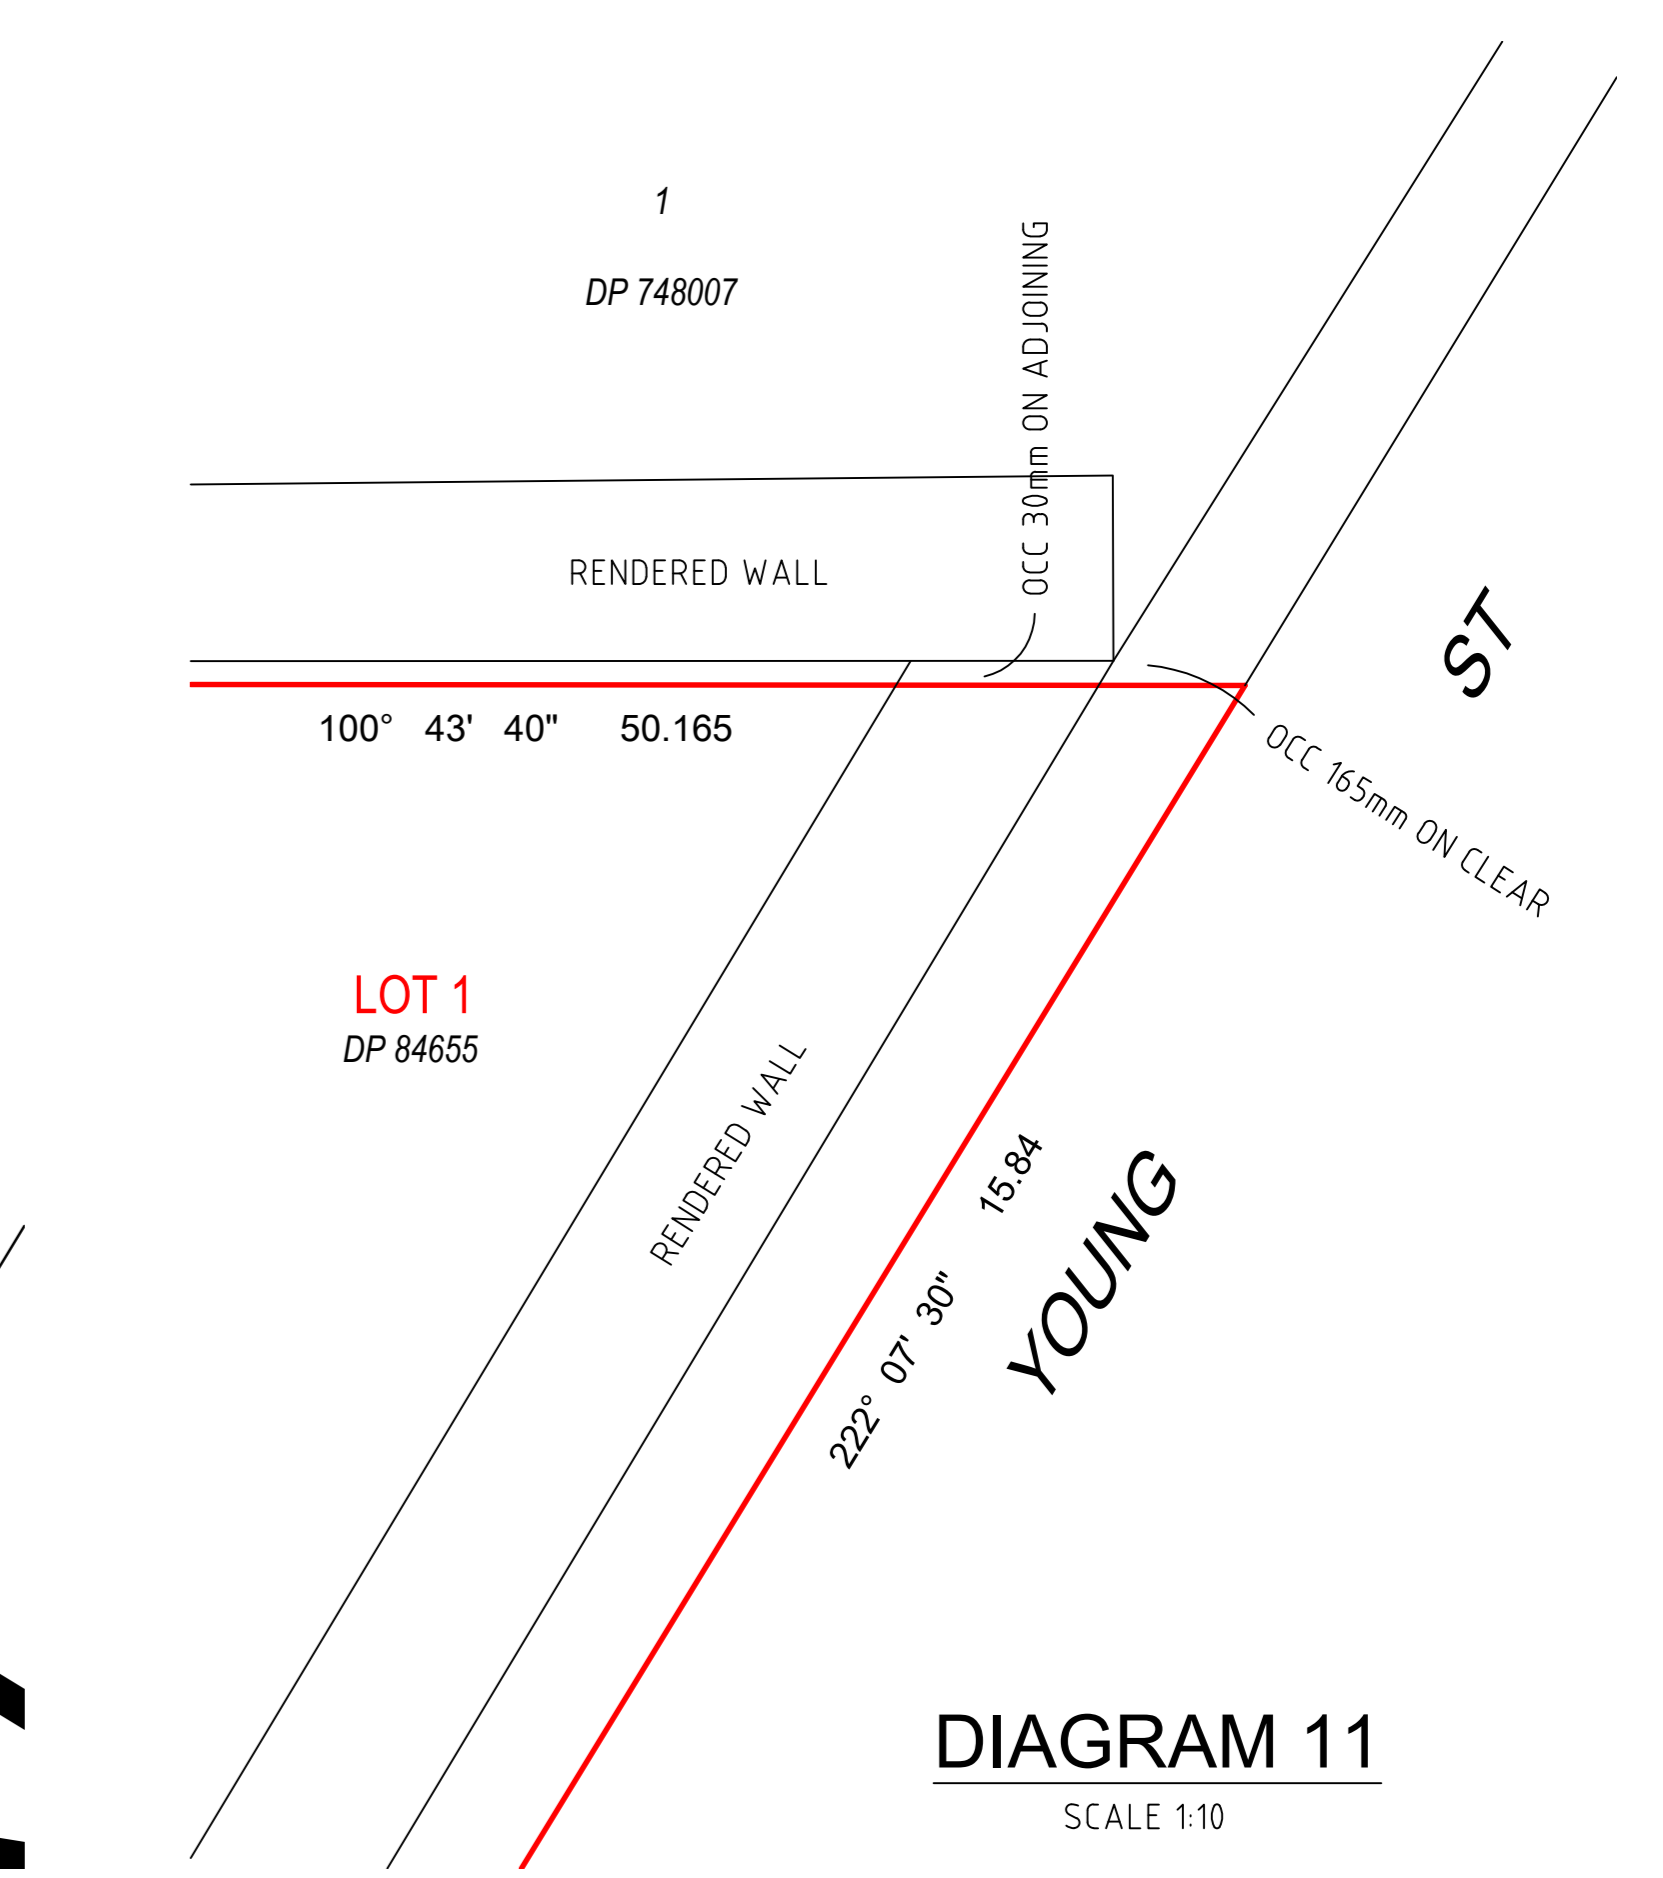 1
DP 748007
OCC 30mm ON ADJOINING
RENDERED WALL
ST
100° 43' 40" 50.165
OCC 165mm ON CLEAR
LOT 1
DP 84655
RENDERED WALL
222° 07' 30" 15.84
YOUNG
DIAGRAM 11
SCALE 1:10